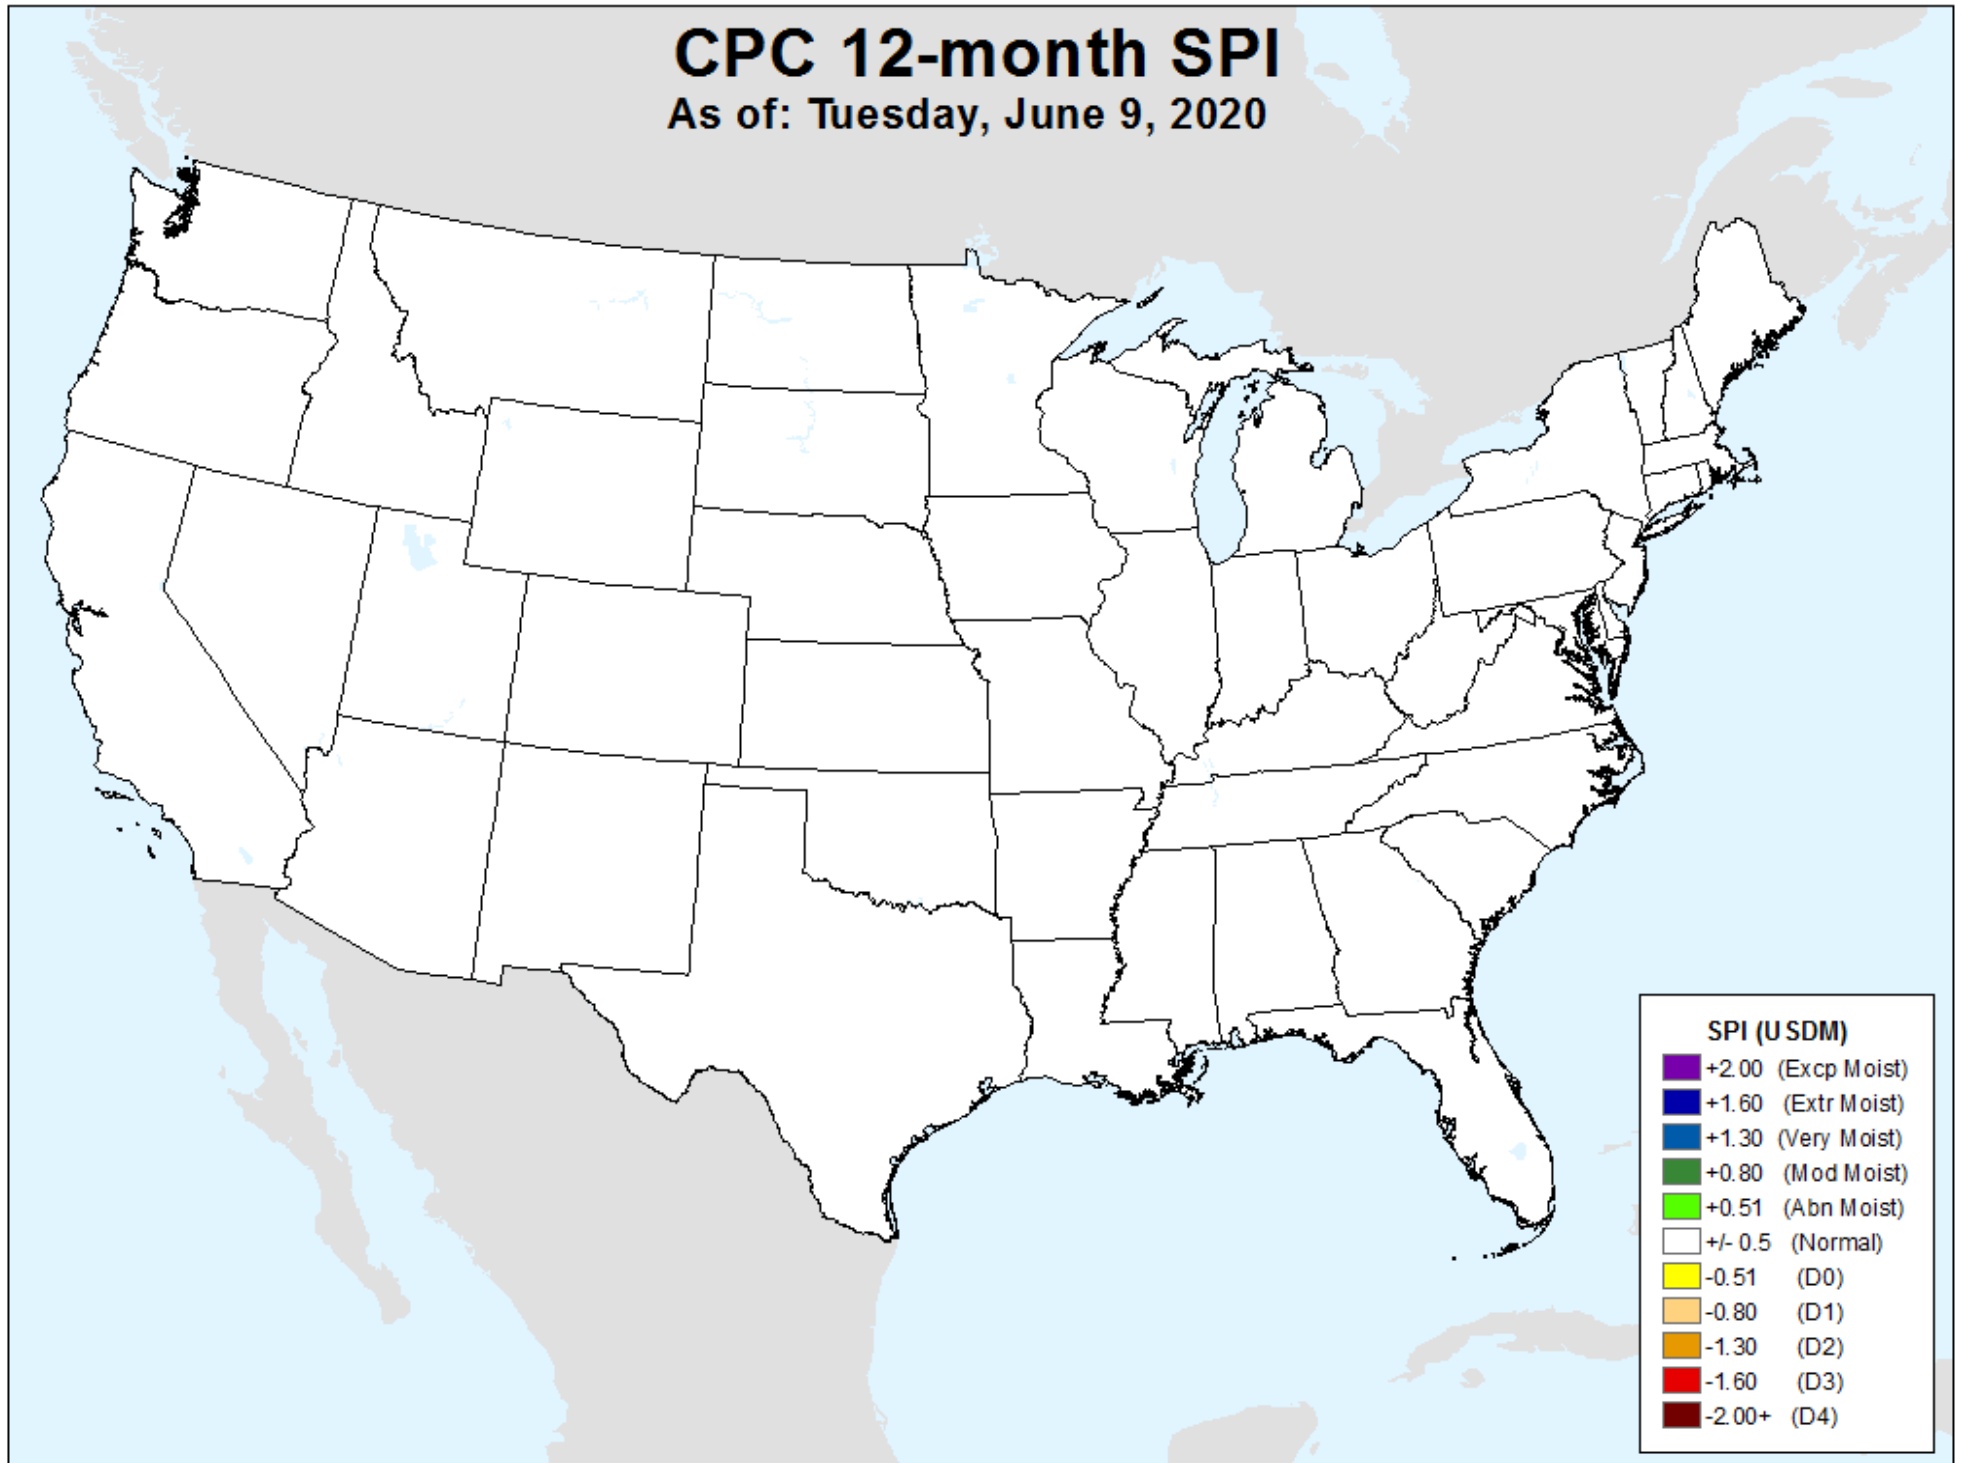 CPC 12-month SPI
As of: Tuesday, June 9, 2020
SPI (USDM)
+2.00 (Excp Moist)
+1.60 (Extr Moist)
+1.30 (Very Moist)
+0.80 (Mod Moist)
+0.51 (Abn Moist)
+/- 0.5 (Normal)
-0.51 (D0)
-0.80 (D1)
-1.30 (D2)
-1.60 (D3)
-2.00+ (D4)